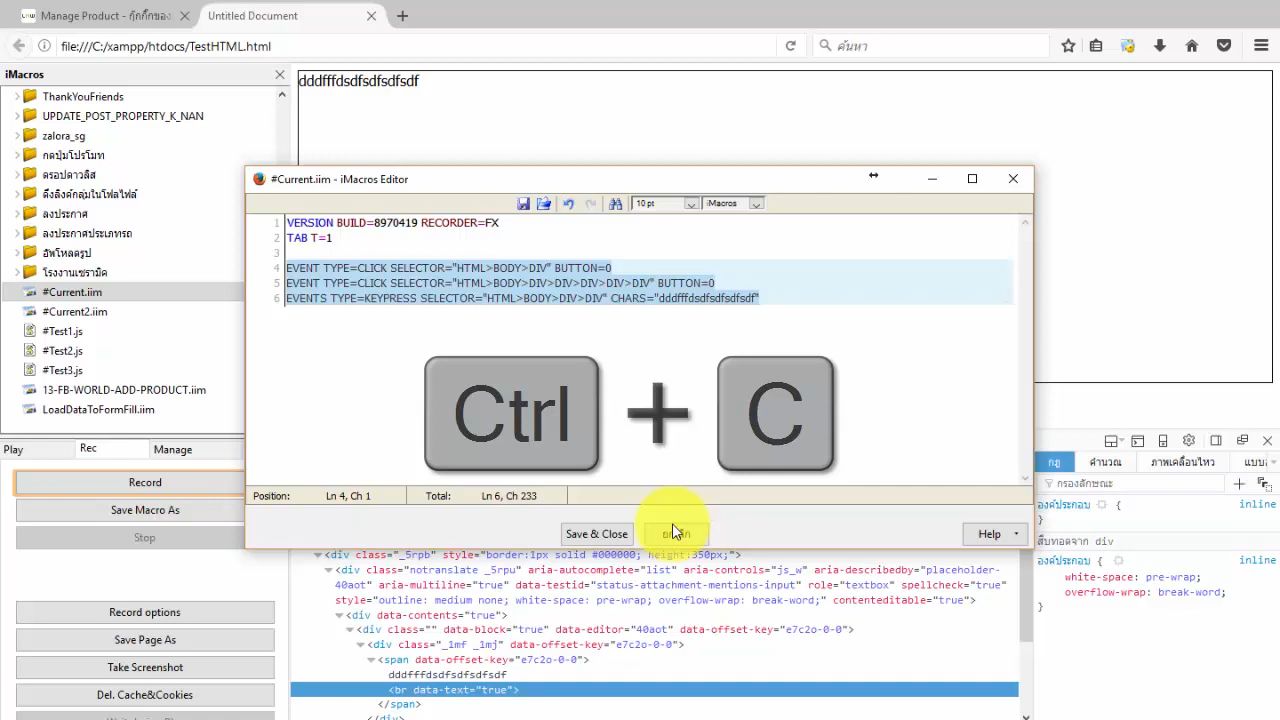 Manage Product - กุ๊กกิ๊กของ
Untitled Document
file:///C:/xampp/htdocs/TestHTML.html
ค้นหา
iMacros
ThankYouFriends
UPDATE_POST_PROPERTY_K_NAN
zalora_sg
กดปุ่มโปรโมท
ดรอปดาวลิส
ดึงลิงค์กลุ่มในโฟลไฟล์
ลงประกาศ
ลงประกาศประเภทรถ
อัพโหลดรูป
โรงงานเซรามิค
#Current.iim
#Current2.iim
#Test1.js
#Test2.js
#Test3.js
13-FB-WORLD-ADD-PRODUCT.iim
LoadDataToFormFill.iim
Play
Rec
Manage
Record
Save Macro As
Stop
Record options
Save Page As
Take Screenshot
Del. Cache&Cookies
dddfffdsdfsdfsdfsdf
#Current.iim - iMacros Editor
10 pt
iMacros
1 VERSION BUILD=8970419 RECORDER=FX
2 TAB T=1
3
4 EVENT TYPE=CLICK SELECTOR="HTML>BODY>DIV" BUTTON=0
5 EVENT TYPE=CLICK SELECTOR="HTML>BODY>DIV>DIV>DIV>DIV>DIV" BUTTON=0
6 EVENTS TYPE=KEYPRESS SELECTOR="HTML>BODY>DIV>DIV" CHARS="dddfffdsdfsdfsdfsdf"
Ctrl + C
Position: Ln 4, Ch 1 Total: Ln 6, Ch 233
Save & Close
ยกเลิก
Help
<div class="_5rpb" style="border:1px solid #000000; height:350px;">
<div class="notranslate _5rpu" aria-autocomplete="list" aria-controls="js_w" aria-describedby="placeholder-
40aot" aria-multiline="true" data-testid="status-attachment-mentions-input" role="textbox" spellcheck="true"
style="outline: medium none; white-space: pre-wrap; overflow-wrap: break-word;" contenteditable="true">
<div data-contents="true">
<div class="" data-block="true" data-editor="40aot" data-offset-key="e7c2o-0-0">
<div class="_1mf _1mj" data-offset-key="e7c2o-0-0">
<span data-offset-key="e7c2o-0-0">
dddfffdsdfsdfsdfsdf
<br data-text="true">
</span>
</div>
กฎ
คำนวณ
ภาพเคลื่อนไหว
แบบ
กรองลักษณะ
องค์ประกอบ { inline
}
สืบทอดจาก div
องค์ประกอบ { inline
white-space: pre-wrap;
overflow-wrap: break-word;
}